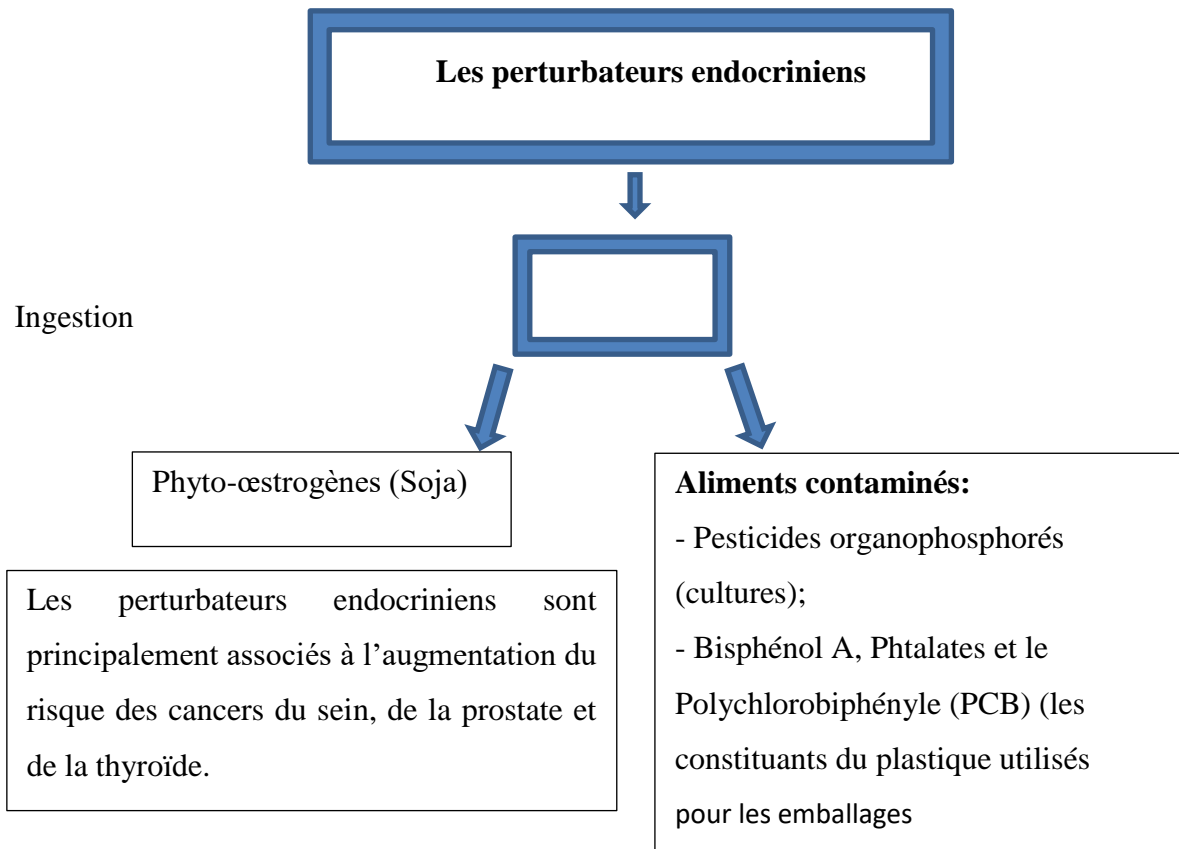 Les perturbateurs endocriniens
Ingestion
Phyto-œstrogènes (Soja)
Les perturbateurs endocriniens sont
principalement associés à l’augmentation du
risque des cancers du sein, de la prostate et
de la thyroïde.
Aliments contaminés:
- Pesticides organophosphorés
(cultures);
- Bisphénol A, Phtalates et le
Polychlorobiphényle (PCB) (les
constituants du plastique utilisés
pour les emballages